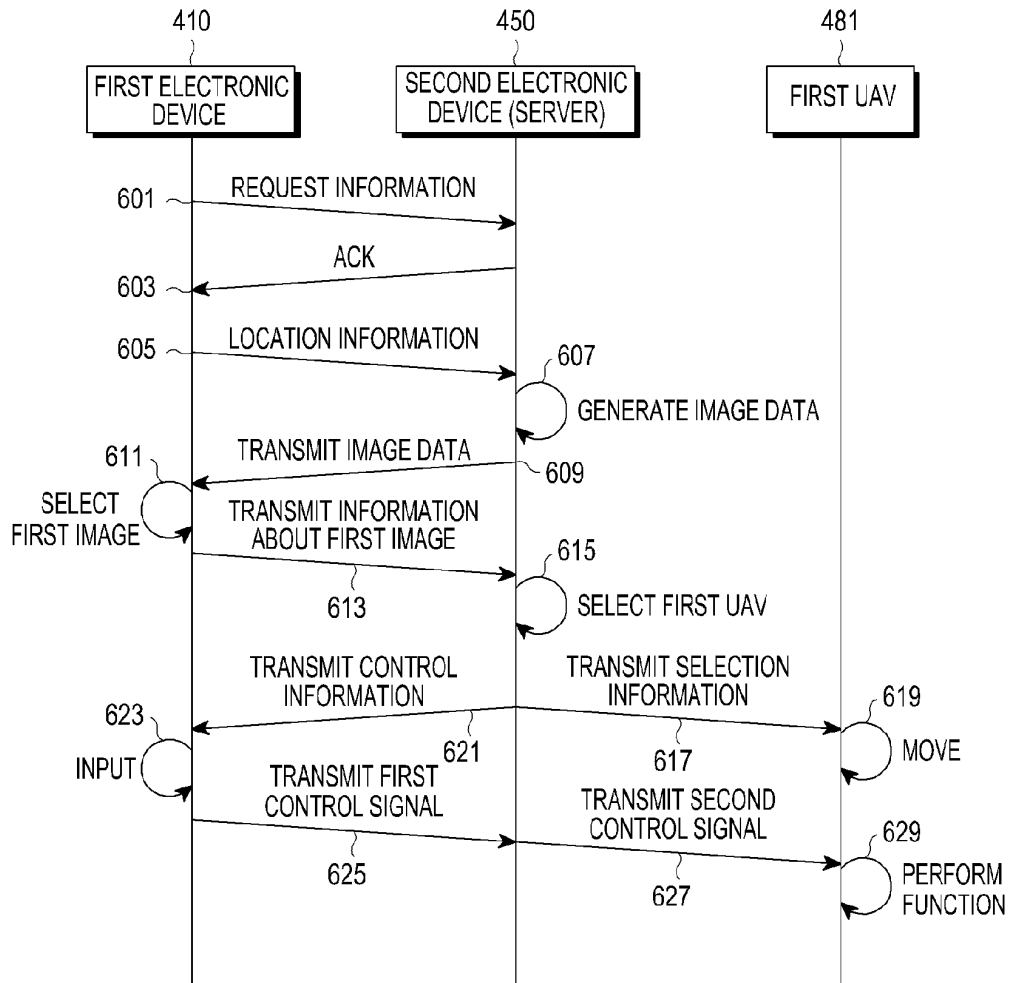 410
450
481
FIRST ELECTRONIC
DEVICE
SECOND ELECTRONIC
DEVICE (SERVER)
FIRST UAV
601
REQUEST INFORMATION
ACK
603
605
LOCATION INFORMATION
607
GENERATE IMAGE DATA
TRANSMIT IMAGE DATA
609
611
SELECT
FIRST IMAGE
TRANSMIT INFORMATION
ABOUT FIRST IMAGE
613
615
SELECT FIRST UAV
TRANSMIT CONTROL
INFORMATION
621
TRANSMIT SELECTION
INFORMATION
617
619
MOVE
623
INPUT
TRANSMIT FIRST
CONTROL SIGNAL
625
TRANSMIT SECOND
CONTROL SIGNAL
627
629
PERFORM
FUNCTION